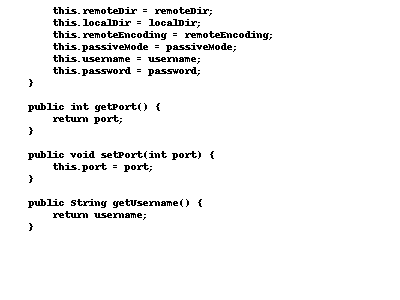 this.remoteDir = remoteDir;
this.localDir = localDir;
this.remoteEncoding = remoteEncoding;
this.passiveMode = passiveMode;
this.username = username;
this.password = password;
}
public int getPort() {
return port;
}
public void setPort(int port) {
this.port = port;
}
public String getUsername() {
return username;
}